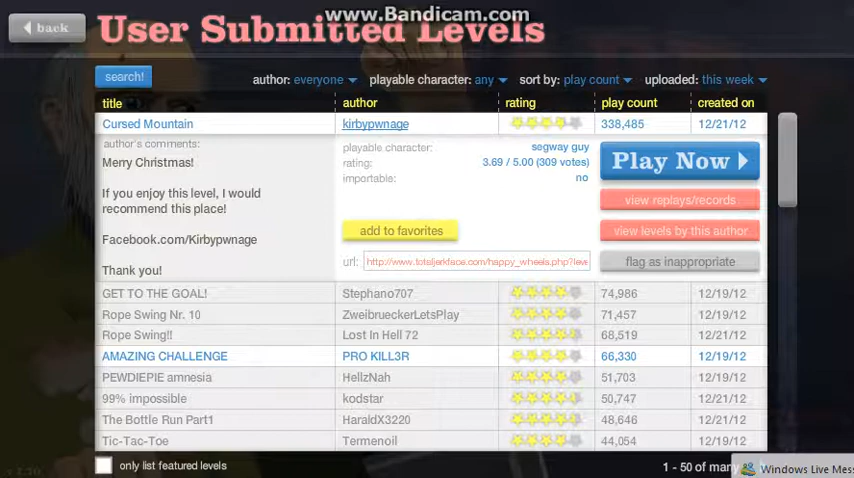 www.Bandicam.com
back
User Submitted Levels
search!
author: everyone playable character: any sort by: play count uploaded: this week
title author rating play count created on
Cursed Mountain kirbypwnage 338,485 12/21/12
author's comments:
Merry Christmas!
If you enjoy this level, I would
recommend this place!
Facebook.com/Kirbypwnage
Thank you!
playable character: segway guy
rating: 3.69 / 5.00 (309 votes)
importable: no
add to favorites
url: http://www.totaljerkface.com/happy_wheels.php?leve
Play Now
view replays/records
view levels by this author
flag as inappropriate
GET TO THE GOAL! Stephano707 74,986 12/19/12
Rope Swing Nr. 10 ZweibrueckerLetsPlay 71,457 12/19/12
Rope Swing!! Lost In Hell 72 68,519 12/21/12
AMAZING CHALLENGE PRO KILL3R 66,330 12/19/12
PEWDIEPIE amnesia HellzNah 51,703 12/19/12
99% impossible kodstar 50,747 12/21/12
The Bottle Run Part1 HaraldX3220 48,646 12/21/12
Tic-Tac-Toe Termenoil 44,054 12/19/12
only list featured levels
1 - 50 of many
Windows Live Mess